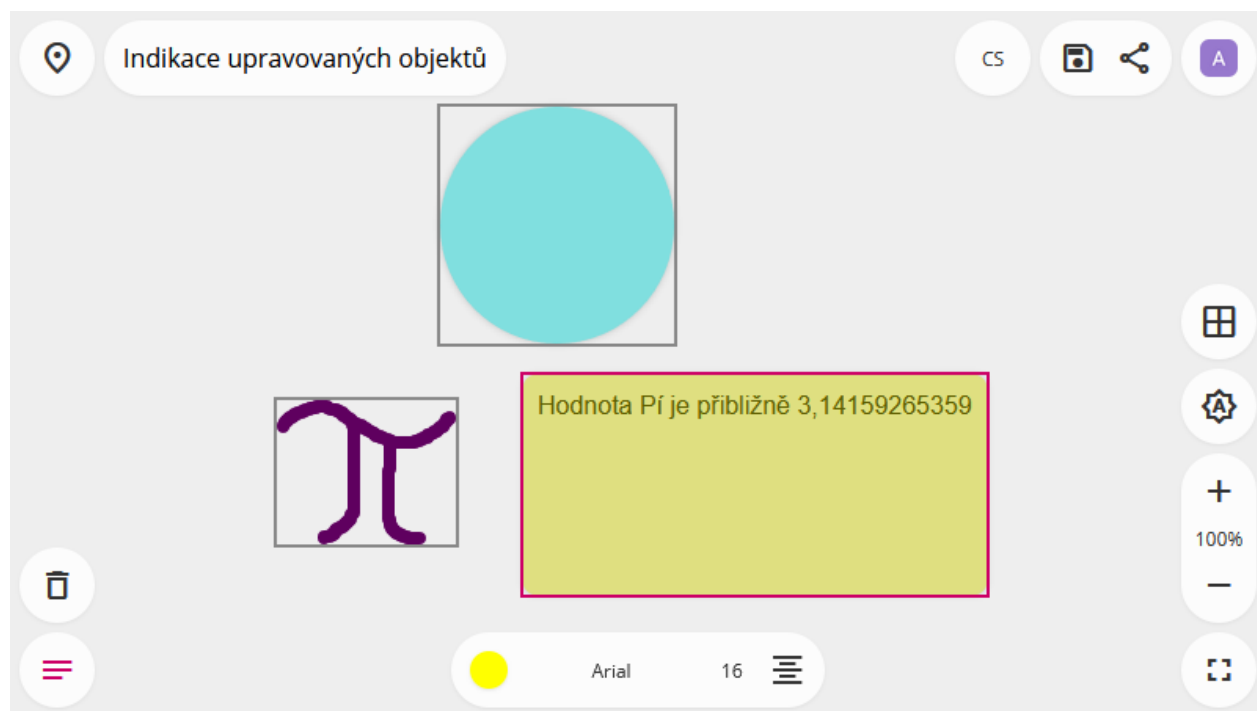 Indikace upravovaných objektů
CS
A
Hodnota Pí je přibližně 3,14159265359
π
A
100%
Arial
16